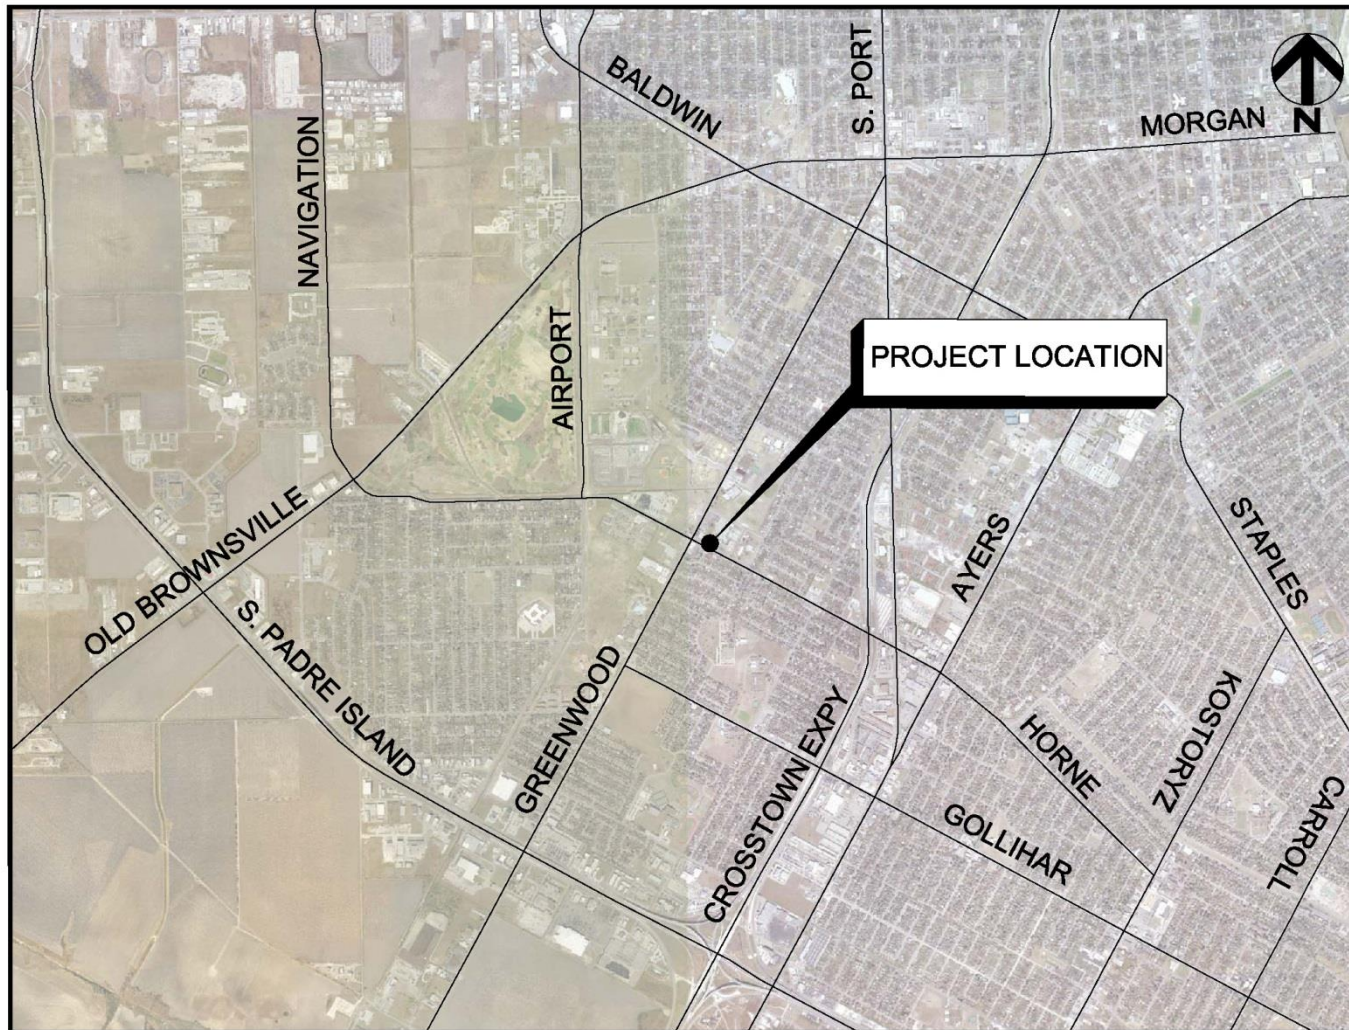 BALDWIN
S. PORT
N
MORGAN
NAVIGATION
AIRPORT
PROJECT LOCATION
OLD BROWNSVILLE
S. PADRE ISLAND
GREENWOOD
CROSSTOWN EXPY
AYERS
STAPLES
HORNE
KOSTORYZ
GOLLIHAR
CARROLL